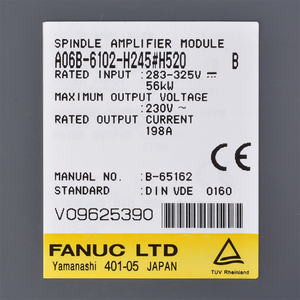 SPINDLE AMPLIFIER MODULE
A06B-6102-H245#H520 B
RATED INPUT : 283-325V ⎓
56kW
MAXIMUM OUTPUT VOLTAGE
: 230V ~
RATED OUTPUT CURRENT
: 198A
CE
MANUAL NO. : B-65162
STANDARD : DIN VDE 0160
V09625390
FANUC LTD
Yamanashi 401-05 JAPAN
TUV Rheinland